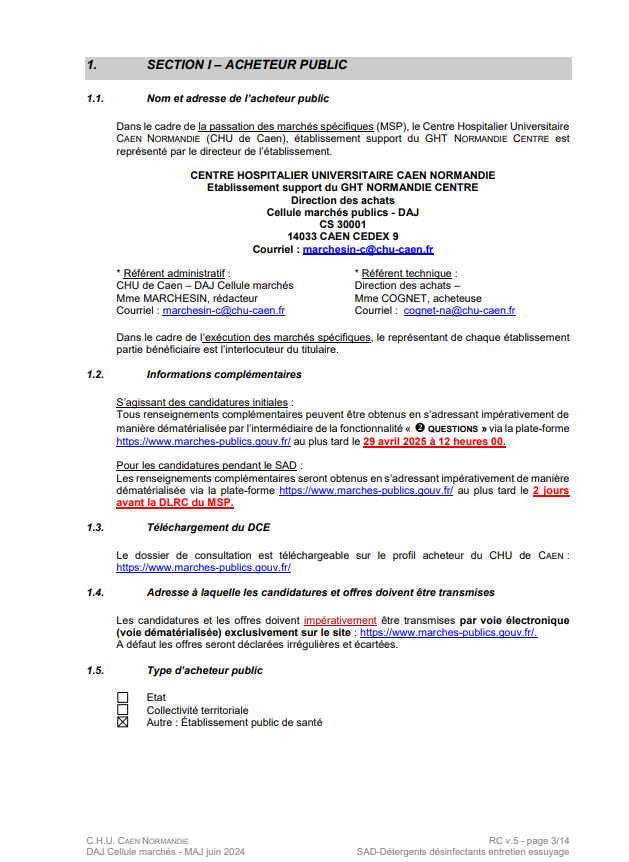 1. SECTION I – ACHETEUR PUBLIC
1.1. Nom et adresse de l'acheteur public
Dans le cadre de la passation des marchés spécifiques (MSP), le Centre Hospitalier Universitaire
CAEN NORMANDIE (CHU de Caen), établissement support du GHT NORMANDIE CENTRE est
représenté par le directeur de l'établissement.
CENTRE HOSPITALIER UNIVERSITAIRE CAEN NORMANDIE
Etablissement support du GHT NORMANDIE CENTRE
Direction des achats
Cellule marchés publics - DAJ
CS 30001
14033 CAEN CEDEX 9
Courriel : marchesin-c@chu-caen.fr
* Référent administratif :
CHU de Caen – DAJ Cellule marchés
Mme MARCHESIN, rédacteur
Courriel : marchesin-c@chu-caen.fr
* Référent technique :
Direction des achats –
Mme COGNET, acheteuse
Courriel : cognet-na@chu-caen.fr
Dans le cadre de l'exécution des marchés spécifiques, le représentant de chaque établissement
partie bénéficiaire est l'interlocuteur du titulaire.
1.2. Informations complémentaires
S'agissant des candidatures initiales :
Tous renseignements complémentaires peuvent être obtenus en s'adressant impérativement de
manière dématérialisée par l'intermédiaire de la fonctionnalité « ❷ QUESTIONS » via la plate-forme
https://www.marches-publics.gouv.fr/ au plus tard le 29 avril 2025 à 12 heures 00.
Pour les candidatures pendant le SAD :
Les renseignements complémentaires seront obtenus en s'adressant impérativement de manière
dématérialisée via la plate-forme https://www.marches-publics.gouv.fr/ au plus tard le 2 jours
avant la DLRC du MSP.
1.3. Téléchargement du DCE
Le dossier de consultation est téléchargeable sur le profil acheteur du CHU de CAEN :
https://www.marches-publics.gouv.fr/
1.4. Adresse à laquelle les candidatures et offres doivent être transmises
Les candidatures et les offres doivent impérativement être transmises par voie électronique
(voie dématérialisée) exclusivement sur le site : https://www.marches-publics.gouv.fr/.
A défaut les offres seront déclarées irrégulières et écartées.
1.5. Type d'acheteur public
☐ Etat
☐ Collectivité territoriale
☒ Autre : Établissement public de santé
C.H.U. CAEN NORMANDIE
DAJ Cellule marchés - MAJ juin 2024
RC v.5 - page 3/14
SAD-Détergents désinfectants entretien essuyage